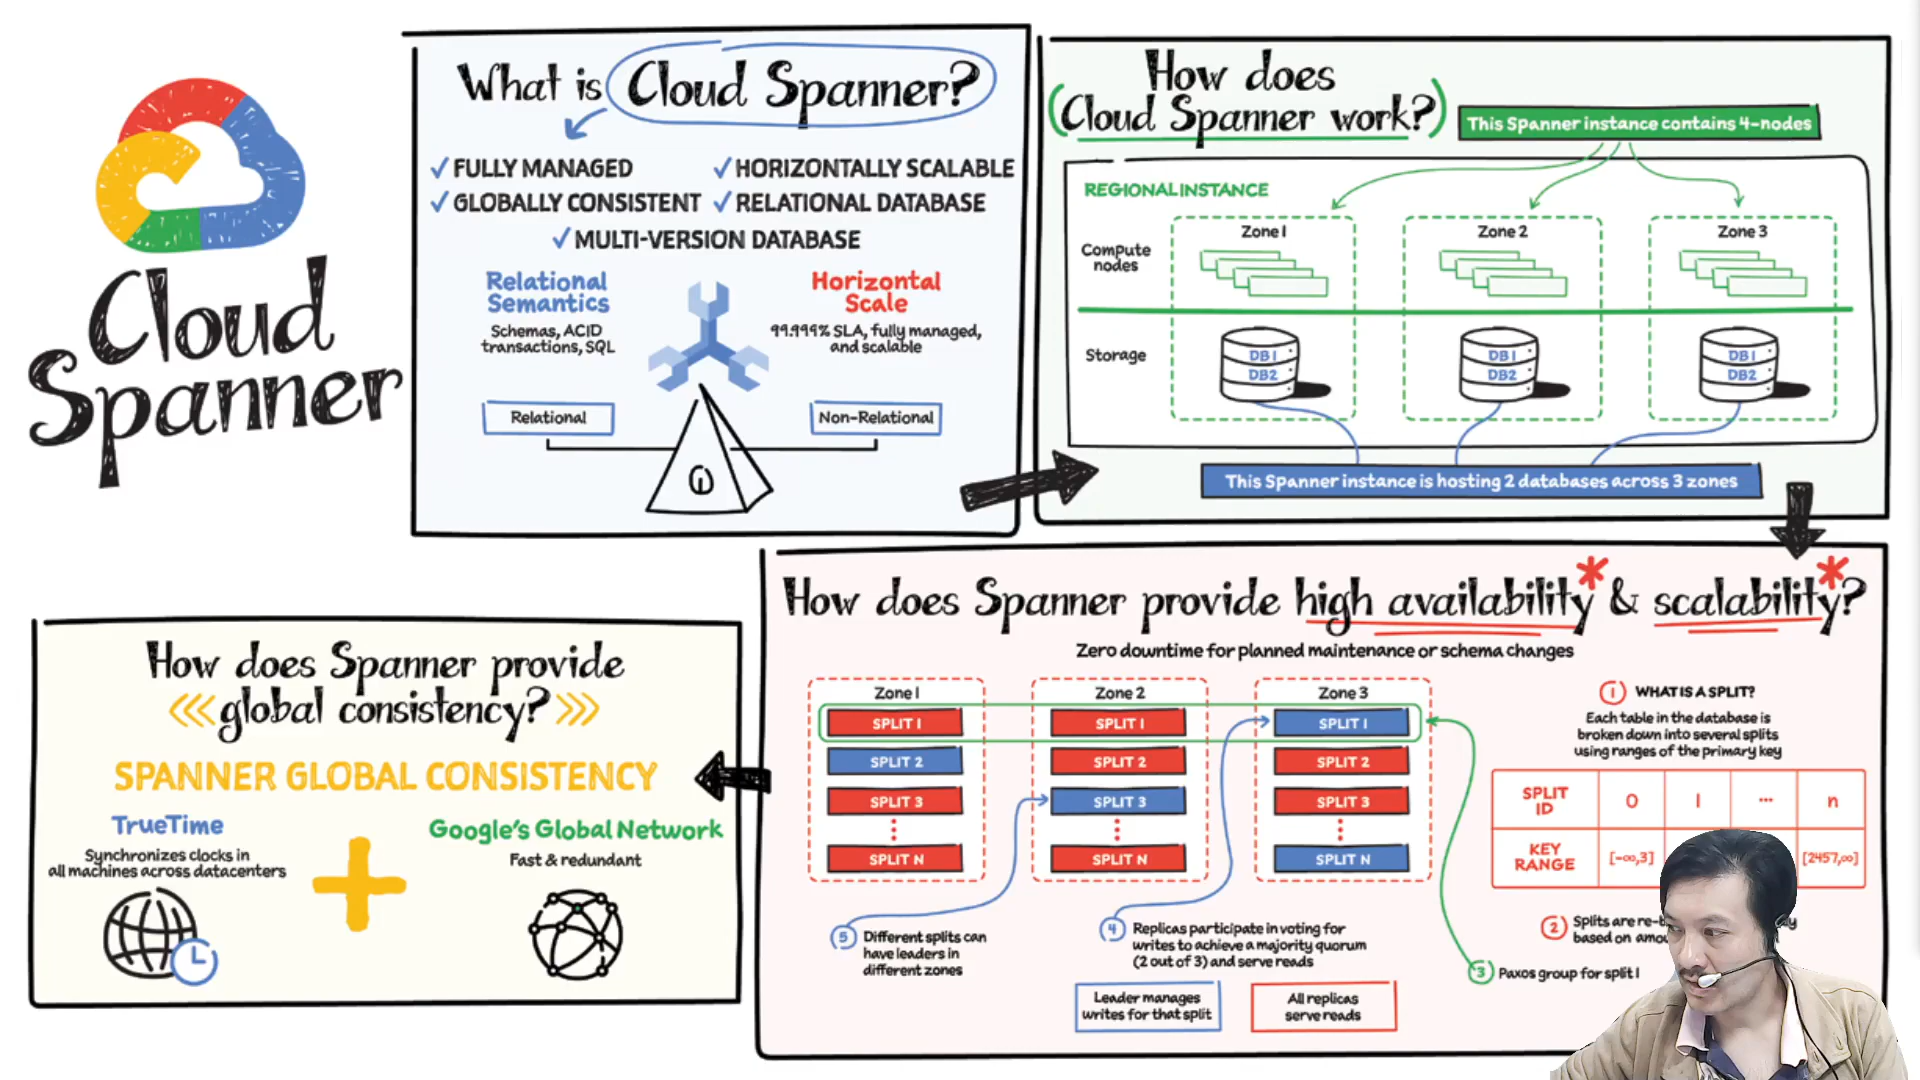 Cloud
Spanner
What is Cloud Spanner?
✓ FULLY MANAGED
✓ HORIZONTALLY SCALABLE
✓ GLOBALLY CONSISTENT
✓ RELATIONAL DATABASE
✓ MULTI-VERSION DATABASE
Relational
Semantics
Schemas, ACID
transactions, SQL
Horizontal
Scale
99.999% SLA, fully managed,
and scalable
Relational
Non-Relational
How does
(Cloud Spanner work?)
This Spanner instance contains 4-nodes
REGIONAL INSTANCE
Zone 1
Zone 2
Zone 3
Compute
nodes
Storage
DB1
DB2
DB1
DB2
DB1
DB2
This Spanner instance is hosting 2 databases across 3 zones
How does Spanner provide high availability* & scalability*?
Zero downtime for planned maintenance or schema changes
Zone 1
SPLIT 1
SPLIT 2
SPLIT 3
SPLIT N
Zone 2
SPLIT 1
SPLIT 2
SPLIT 3
SPLIT N
Zone 3
SPLIT 1
SPLIT 2
SPLIT 3
SPLIT N
1 WHAT IS A SPLIT?
Each table in the database is
broken down into several splits
using ranges of the primary key
SPLIT
ID
0
1
...
n
KEY
RANGE
[-∞,3]
[2457,∞]
2 Splits are
based on
3 Paxos group for split 1
4 Replicas participate in voting for
writes to achieve a majority quorum
(2 out of 3) and serve reads
5 Different splits can
have leaders in
different zones
Leader manages
writes for that split
All replicas
serve reads
How does Spanner provide
<<< global consistency? >>>
SPANNER GLOBAL CONSISTENCY
TrueTime
Synchronizes clocks in
all machines across datacenters
Google's Global Network
Fast & redundant